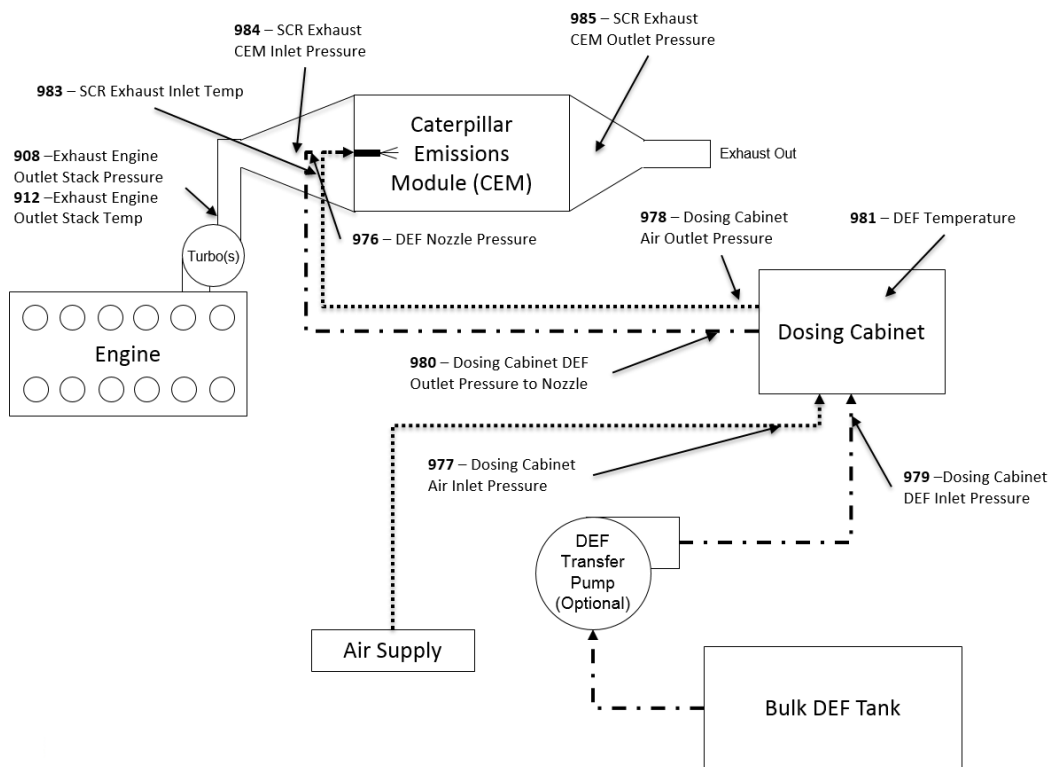 984 – SCR Exhaust
CEM Inlet Pressure
985 – SCR Exhaust
CEM Outlet Pressure
983 – SCR Exhaust Inlet Temp
Caterpillar
Emissions
Module (CEM)
Exhaust Out
908 –Exhaust Engine
Outlet Stack Pressure
912 –Exhaust Engine
Outlet Stack Temp
Turbo(s)
976 – DEF Nozzle Pressure
978 – Dosing Cabinet
Air Outlet Pressure
981 – DEF Temperature
Dosing Cabinet
Engine
980 – Dosing Cabinet DEF
Outlet Pressure to Nozzle
977 – Dosing Cabinet
Air Inlet Pressure
979 –Dosing Cabinet
DEF Inlet Pressure
DEF
Transfer
Pump
(Optional)
Air Supply
Bulk DEF Tank